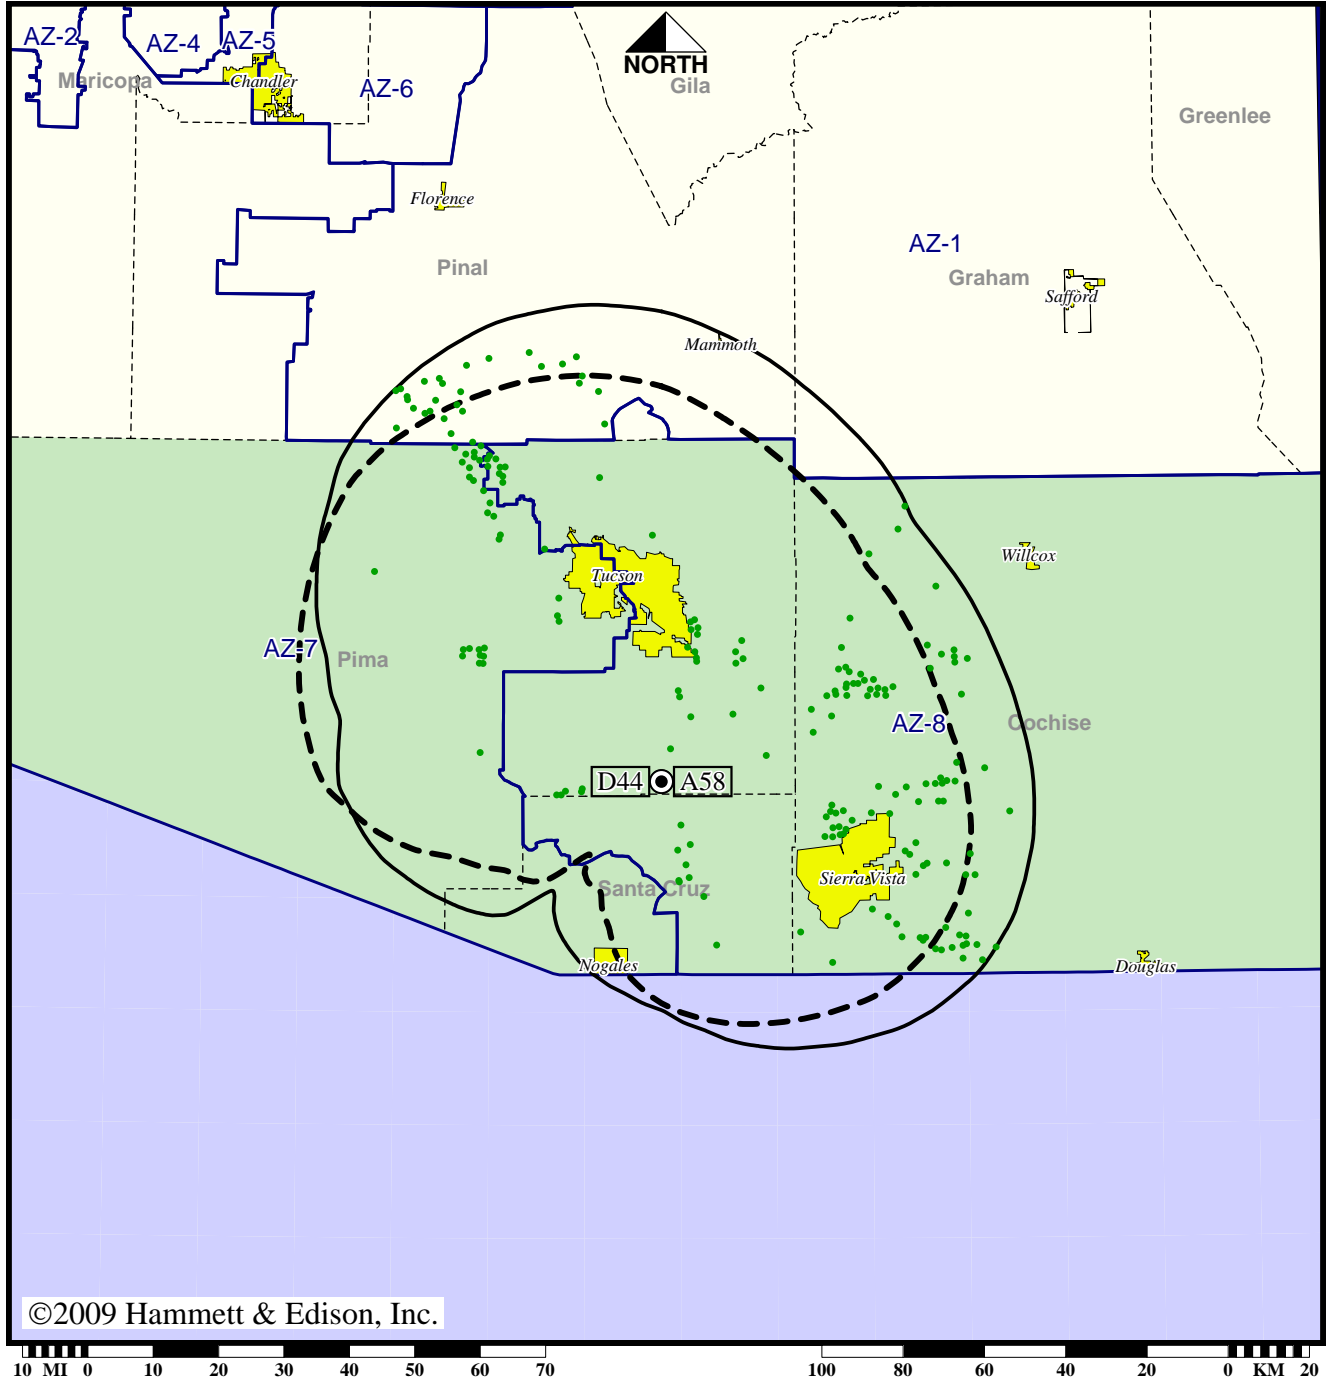 AZ-2
AZ-4
AZ-5
Maricopa
Chandler
AZ-6
NORTH
Gila
Greenlee
Florence
AZ-1
Pinal
Graham
Safford
Mammoth
Willcox
Tucson
AZ-7
Pima
AZ-8
Cochise
D44 A58
Sierra Vista
Santa Cruz
Nogales
Douglas
©2009 Hammett & Edison, Inc.
10 MI 0 10 20 30 40 50 60 70 100 80 60 40 20 0 KM 20